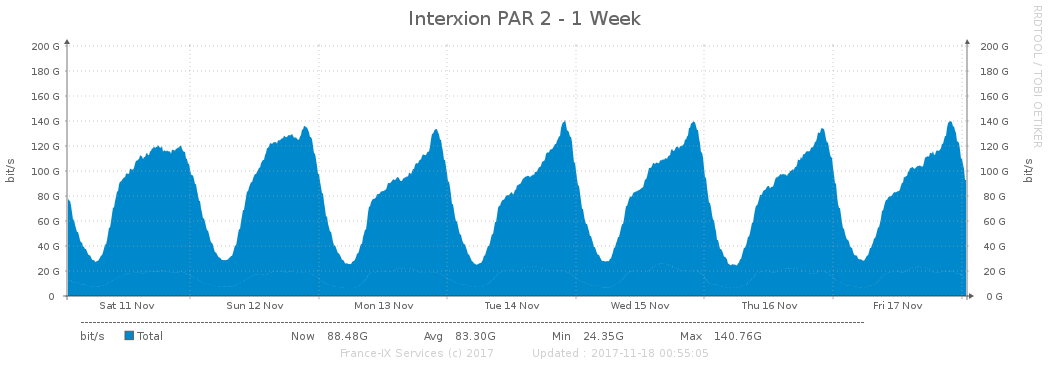 Interxion PAR 2 - 1 Week
RRDTOOL / TOBI OETIKER
200 G 200 G
180 G 180 G
160 G 160 G
140 G 140 G
120 G 120 G
100 G 100 G
80 G 80 G
60 G 60 G
40 G 40 G
20 G 20 G
0 0 G
bit/s bit/s
Sat 11 Nov Sun 12 Nov Mon 13 Nov Tue 14 Nov Wed 15 Nov Thu 16 Nov Fri 17 Nov
bit/s Total Now 88.48G Avg 83.30G Min 24.35G Max 140.76G
France-IX Services (c) 2017 Updated : 2017-11-18 00:55:05